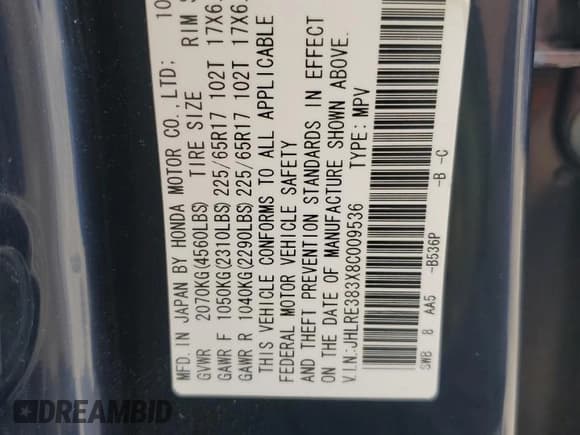 MFD. IN JAPAN BY HONDA MOTOR CO., LTD: 10
TIRE SIZE RIM S
GVWR 2070KG(4560LBS)
GAWR F 1050KG(2310LBS) 225/65R17 102T 17X6.
GAWR R 1040KG(2290LBS) 225/65R17 102T 17X6.
THIS VEHICLE CONFORMS TO ALL APPLICABLE
FEDERAL MOTOR VEHICLE SAFETY
AND THEFT PREVENTION STANDARDS IN EFFECT
ON THE DATE OF MANUFACTURE SHOWN ABOVE.
V.I.N.:JHLRE383X8C009536 TYPE: MPV
SWB 8 AA5 -B536P -B -C
DREAMBID